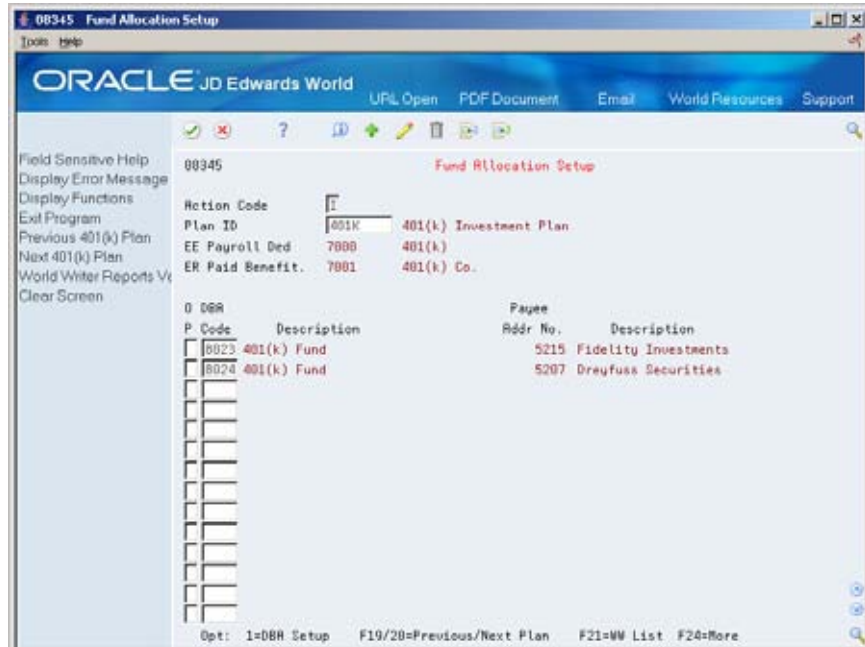 08345 Fund Allocation Setup
Tools Help
ORACLE JD Edwards World
URL Open PDF Document Email World Resources Support
?
Field Sensitive Help
Display Error Message
Display Functions
Exit Program
Previous 401(k) Plan
Next 401(k) Plan
World Writer Reports Ve
Clear Screen
08345 Fund Allocation Setup
Action Code I
Plan ID 401K 401(k) Investment Plan
EE Payroll Ded 7000 401(k)
ER Paid Benefit. 7001 401(k) Co.
O DBA Payee
P Code Description Addr No. Description
8023 401(k) Fund 5215 Fidelity Investments
8024 401(k) Fund 5207 Dreyfuss Securities
Opt: 1=DBA Setup F19/20=Previous/Next Plan F21=WW List F24=More